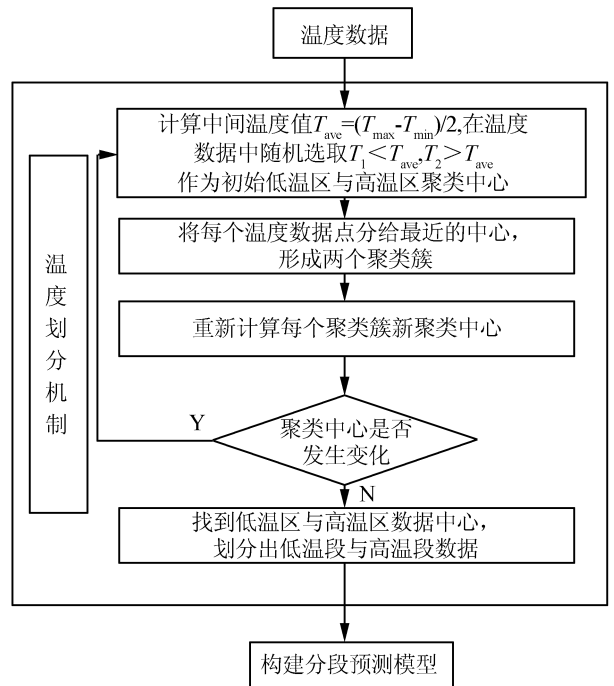 温度数据
计算中间温度值Tave=(Tmax-Tmin)/2,在温度
数据中随机选取T1＜Tave,T2＞Tave
作为初始低温区与高温区聚类中心
将每个温度数据点分给最近的中心，
形成两个聚类簇
温度划分机制
重新计算每个聚类簇新聚类中心
Y
聚类中心是否
发生变化
N
找到低温区与高温区数据中心，
划分出低温段与高温段数据
构建分段预测模型